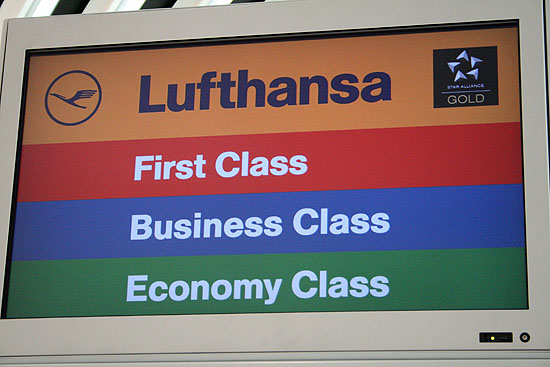 Lufthansa
STAR ALLIANCE
GOLD
First Class
Business Class
Economy Class